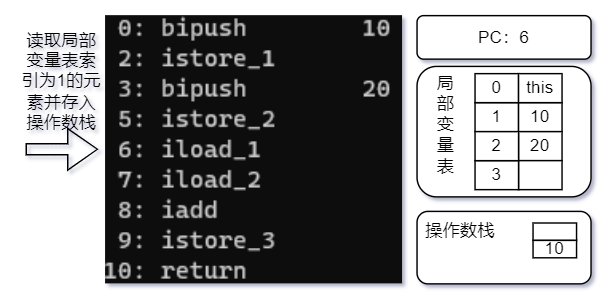 读取局部
变量表索
引为1的元
素并存入
操作数栈
0: bipush 10
2: istore_1
3: bipush 20
5: istore_2
6: iload_1
7: iload_2
8: iadd
9: istore_3
10: return
PC：6
局部变量表
0 this
1 10
2 20
3
操作数栈
10